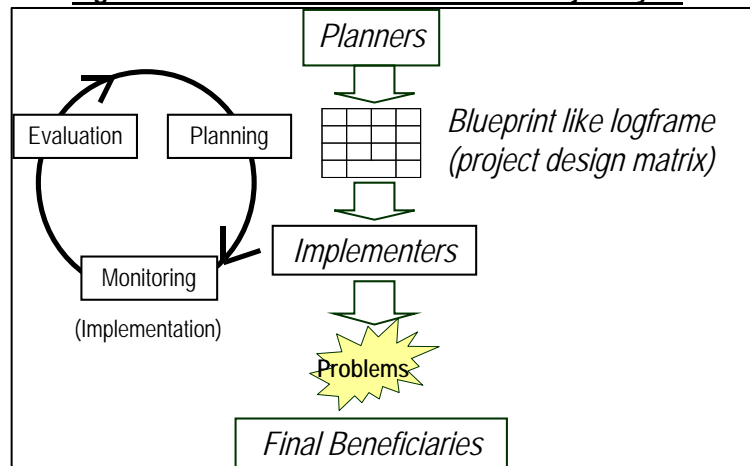 Planners
Evaluation
Planning
Blueprint like logframe
(project design matrix)
Implementers
Monitoring
(Implementation)
Problems
Final Beneficiaries